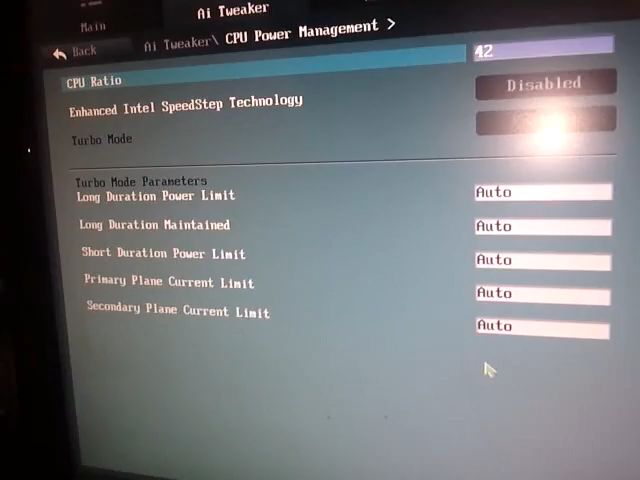 Main
Ai Tweaker
Back
Ai Tweaker\ CPU Power Management >
CPU Ratio 42
Enhanced Intel SpeedStep Technology Disabled
Turbo Mode
Turbo Mode Parameters
Long Duration Power Limit Auto
Long Duration Maintained Auto
Short Duration Power Limit Auto
Primary Plane Current Limit Auto
Secondary Plane Current Limit Auto